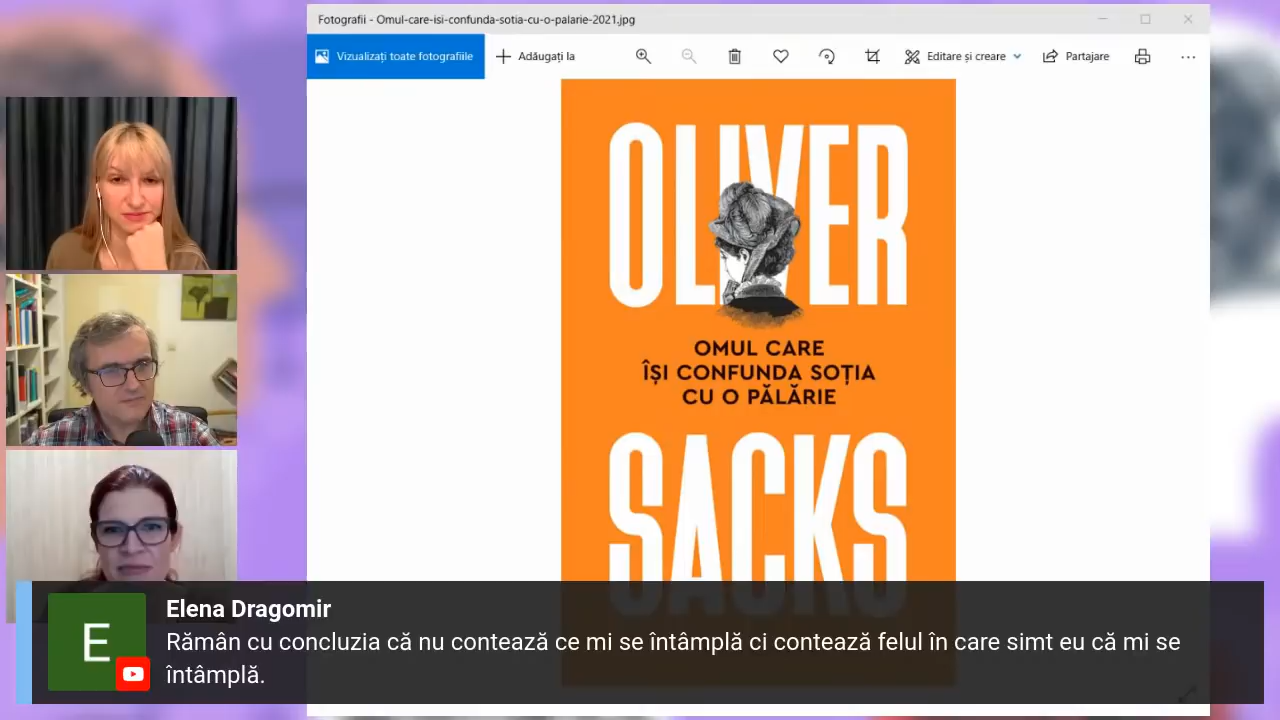 Fotografii - Omul-care-isi-confunda-sotia-cu-o-palarie-2021.jpg
Vizualizați toate fotografiile
Adăugați la
Editare și creare
Partajare
OLIVER
OMUL CARE
ÎȘI CONFUNDA SOȚIA
CU O PĂLĂRIE
SACKS
E
Elena Dragomir
Rămân cu concluzia că nu contează ce mi se întâmplă ci contează felul în care simt eu că mi se
întâmplă.